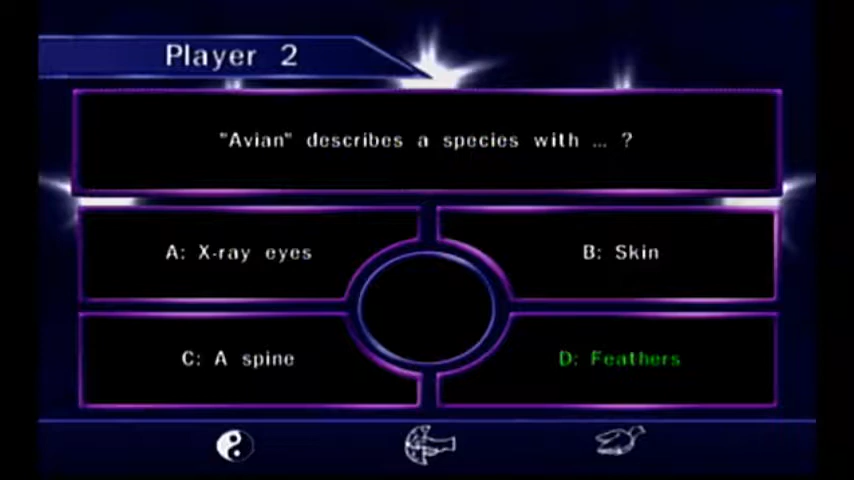 Player 2
"Avian" describes a species with ... ?
A: X-ray eyes
B: Skin
C: A spine
D: Feathers